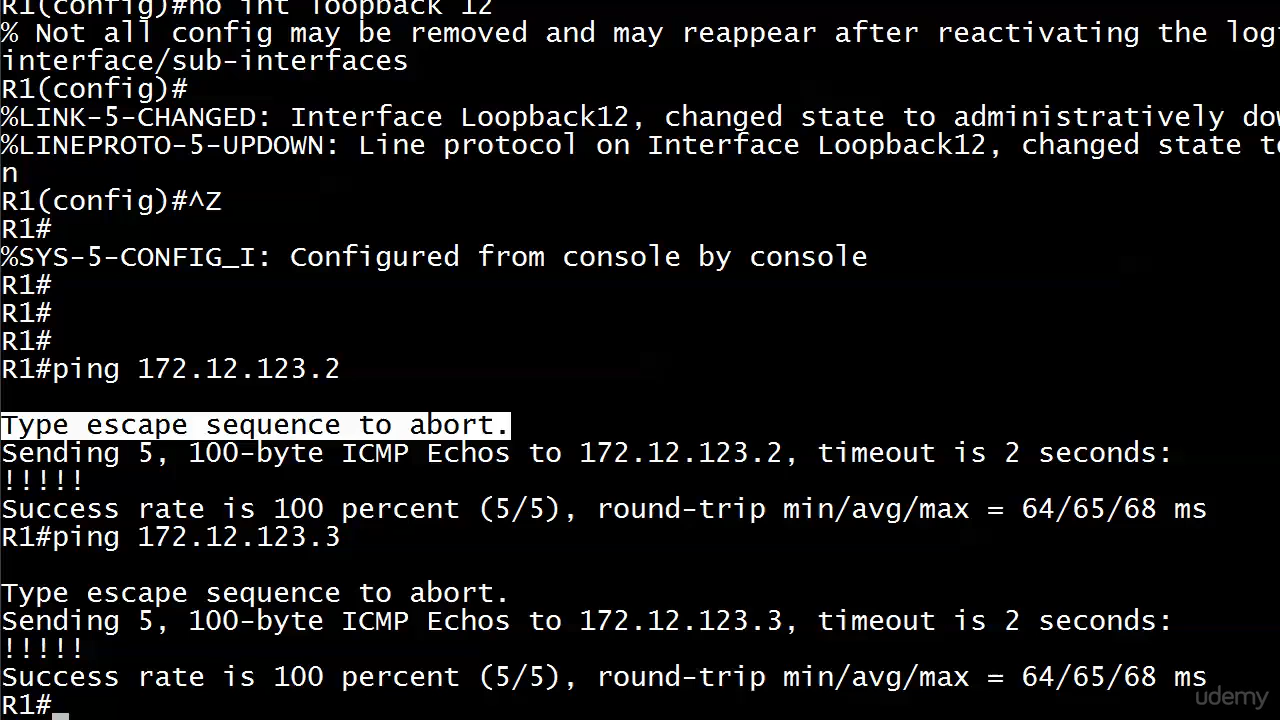 R1(config)#no int loopback 12
% Not all config may be removed and may reappear after reactivating the
interface/sub-interfaces
R1(config)#
%LINK-5-CHANGED: Interface Loopback12, changed state to administratively
%LINEPROTO-5-UPDOWN: Line protocol on Interface Loopback12, changed state
n
R1(config)#^Z
R1#
%SYS-5-CONFIG_I: Configured from console by console
R1#
R1#
R1#
R1#ping 172.12.123.2
Type escape sequence to abort.
Sending 5, 100-byte ICMP Echos to 172.12.123.2, timeout is 2 seconds:
!!!!!
Success rate is 100 percent (5/5), round-trip min/avg/max = 64/65/68 ms
R1#ping 172.12.123.3
Type escape sequence to abort.
Sending 5, 100-byte ICMP Echos to 172.12.123.3, timeout is 2 seconds:
!!!!!
Success rate is 100 percent (5/5), round-trip min/avg/max = 64/65/68 ms
R1#
udemy